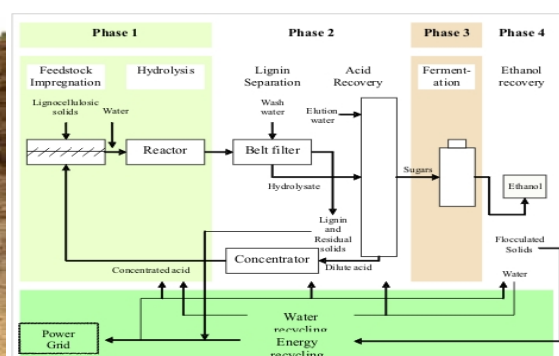 Phase 1
Phase 2
Phase 3
Phase 4
Feedstock
Impregnation
Hydrolysis
Lignin
Separation
Acid
Recovery
Ferment-
ation
Ethanol
recovery
Lignocellulosic
solids
Water
Wash
water
Elution
water
Reactor
Belt filter
Sugars
Hydrolysate
Ethanol
Lignin
and
Residual
solids
Flocculated
Solids
Concentrator
Concentrated acid
Dilute acid
Water
Water
recycling
Power
Grid
Energy
recycling